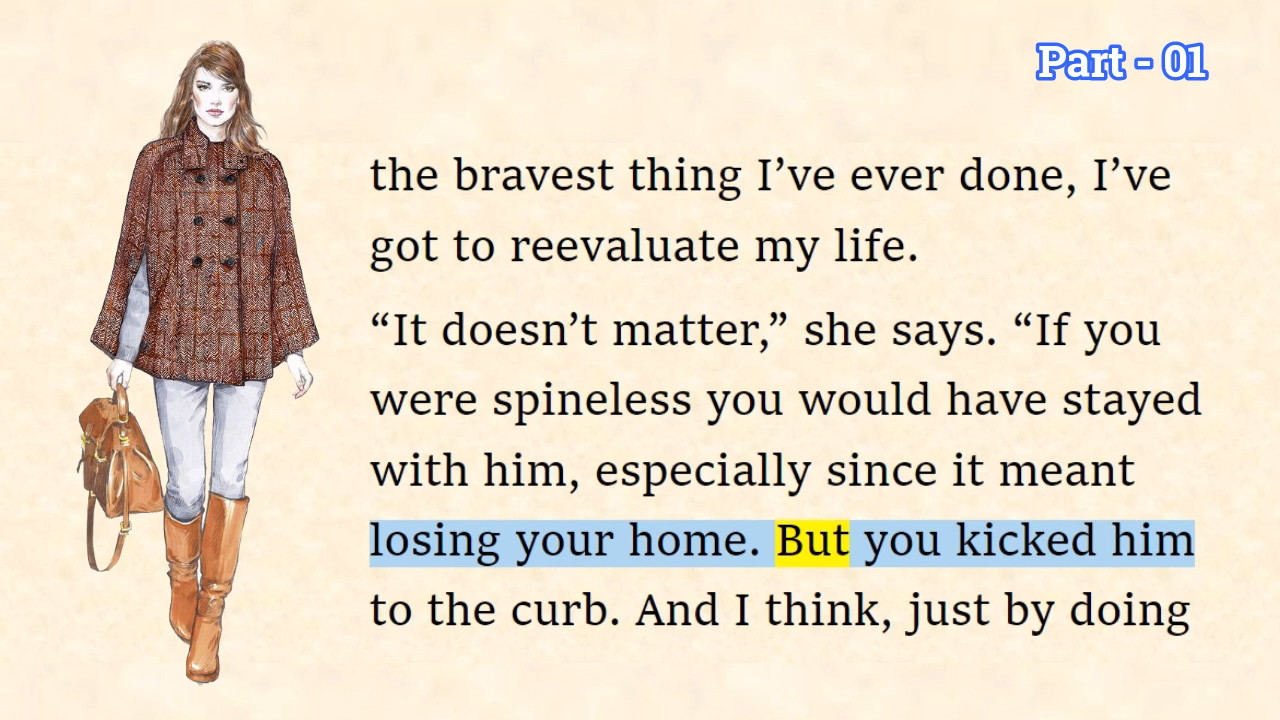 Part - 01
the bravest thing I’ve ever done, I’ve
got to reevaluate my life.
“It doesn’t matter,” she says. “If you
were spineless you would have stayed
with him, especially since it meant
losing your home. But you kicked him
to the curb. And I think, just by doing